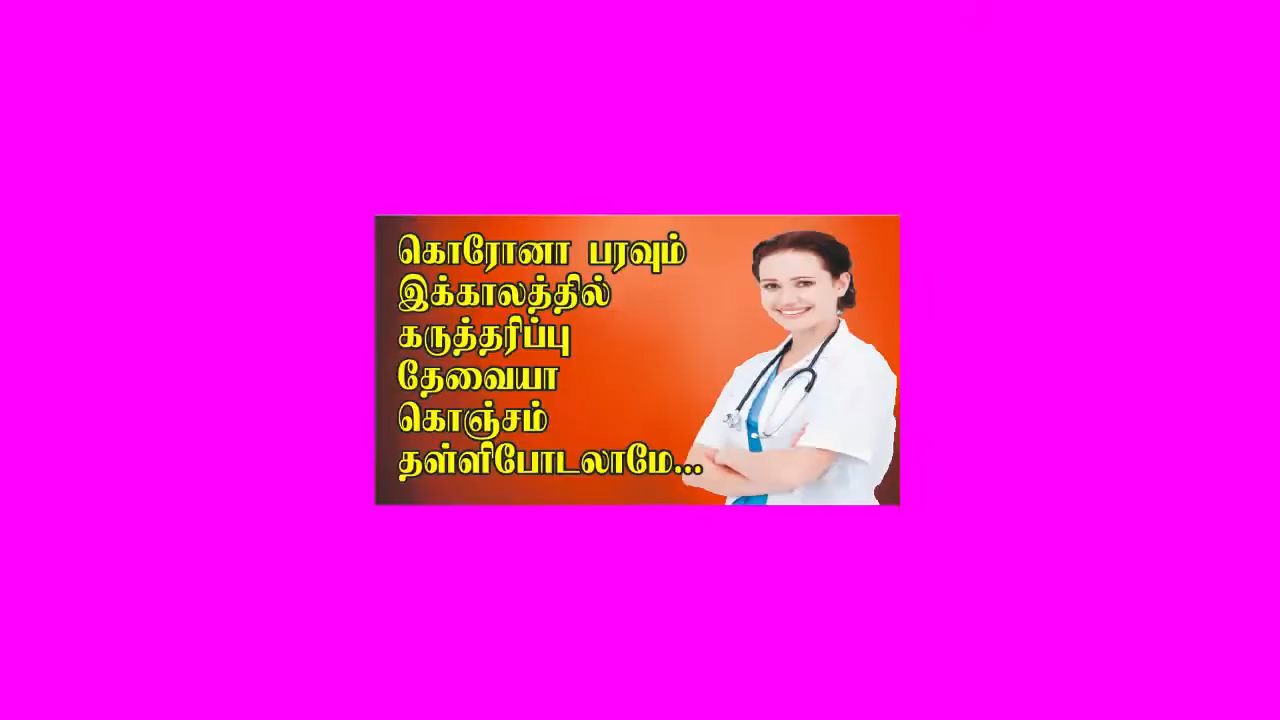 கொரோனா பரவும்
இக்காலத்தில்
கருத்தரிப்பு
தேவையா
கொஞ்சம்
தள்ளிபோடலாமே...